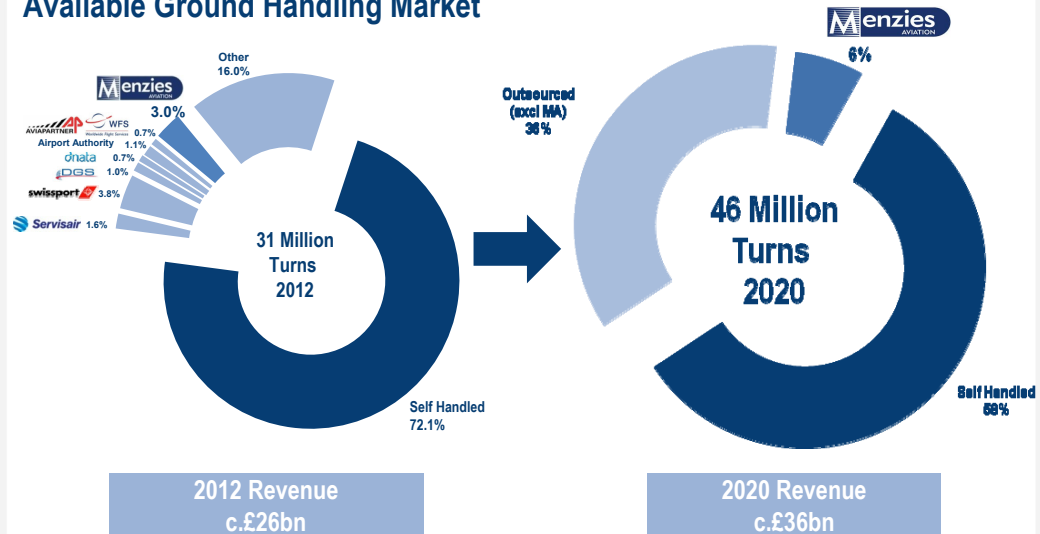 Available Ground Handling Market
Menzies
AVIATION
6%
Other
16.0%
Menzies
AVIATION
3.0%
AVIAPARTNER
WFS
Worldwide Flight Services
0.7%
Airport Authority 1.1%
dnata 0.7%
DGS 1.0%
swissport 3.8%
Servisair 1.6%
31 Million
Turns
2012
Self Handled
72.1%
Outsourced
(excl MA)
36%
46 Million
Turns
2020
Self Handled
58%
2012 Revenue
c.£26bn
2020 Revenue
c.£36bn